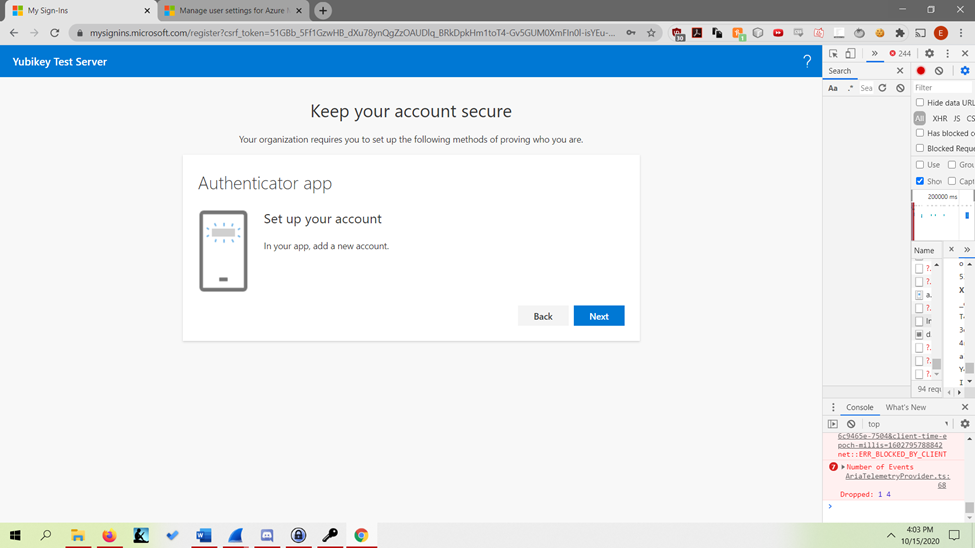 My Sign-Ins
Manage user settings for Azure M
mysignins.microsoft.com/register?csrf_token=51GBb_5Ff1GzwHB_dXu78ynQgZzOAUDlq_BRkDpkHm1toT4-Gv5GUM0XmFIn0l-isYEu-...
Yubikey Test Server
?
244
Search
Aa
.*
Sea
Filter
Hide data URL
All XHR JS CS
Has blocked c
Blocked Reque
Use Grou
Show Capt
200000 ms
Name
94 requ
Keep your account secure
Your organization requires you to set up the following methods of proving who you are.
Authenticator app
Set up your account
In your app, add a new account.
Back
Next
Console What's New
top
6c9465e-7504&client-time-e
poch-millis=1602795788842
net::ERR_BLOCKED_BY_CLIENT
7 Number of Events
AriaTelemetryProvider.ts:
68
Dropped: 1 4
4:03 PM
10/15/2020